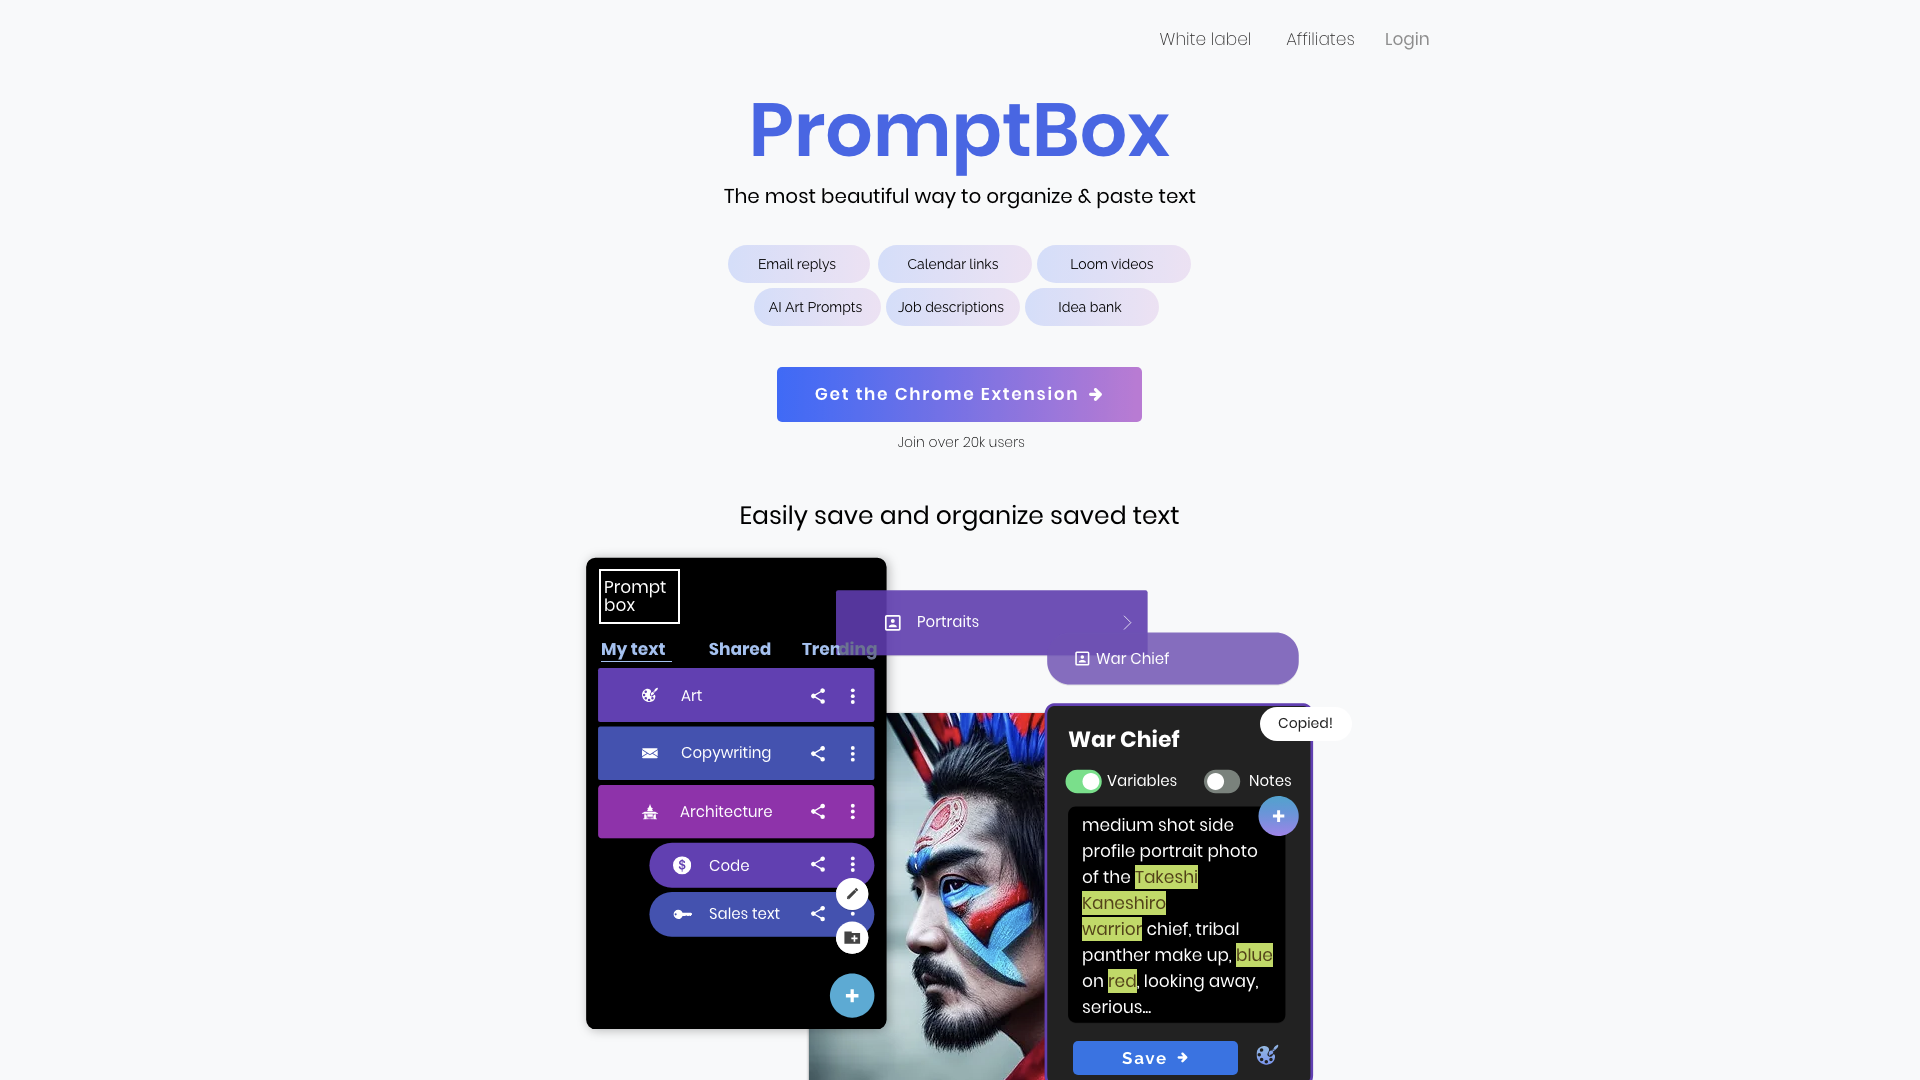 White label Affiliates Login
PromptBox
The most beautiful way to organize & paste text
Email replys Calendar links Loom videos
AI Art Prompts Job descriptions Idea bank
Get the Chrome Extension
Join over 20k users
Easily save and organize saved text
Prompt
box
My text Shared Trending
Art
Copywriting
Architecture
Code
Sales text
Portraits
War Chief
Copied!
War Chief
Variables Notes
medium shot side
profile portrait photo
of the Takeshi
Kaneshiro
warrior chief, tribal
panther make up, blue
on red, looking away,
serious...
Save